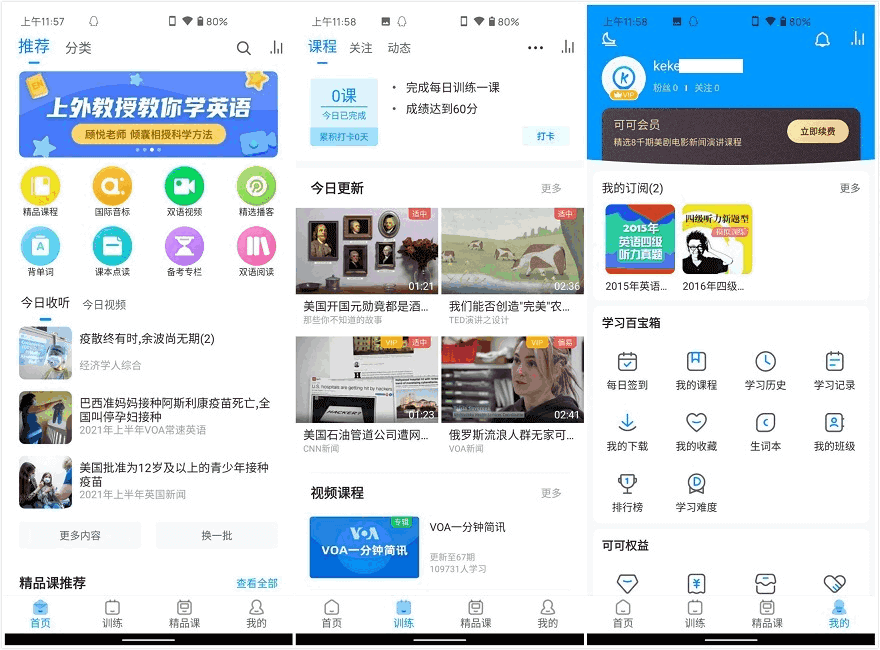 上午11:57
80%
推荐
分类
上外教授教你学英语
顾悦老师 倾囊相授科学方法
精品课程
国际音标
双语视频
精选播客
背单词
课本点读
备考专栏
双语阅读
今日收听
今日视频
疫散终有时,余波尚无期(2)
经济学人综合
巴西准妈妈接种阿斯利康疫苗死亡,全
国叫停孕妇接种
2021年上半年VOA常速英语
美国批准为12岁及以上的青少年接种
疫苗
2021年上半年英国新闻
更多内容
换一批
精品课推荐
查看全部
首页
训练
精品课
我的
上午11:58
80%
课程
关注
动态
0课
今日已完成
累积打卡0天
• 完成每日训练一课
• 成绩达到60分
打卡
今日更新
更多
适中
01:21
适中
02:36
美国开国元勋竟都是酒...
那些你不知道的故事
我们能否创造"完美"农...
TED演讲之设计
VIP
适中
U.S. hospitals are getting hit by hackers
HACKER?
01:23
VIP
偏易
02:41
美国石油管道公司遭网...
CNN新闻
俄罗斯流浪人群无家可...
VOA新闻
视频课程
更多
专辑
VOA
VOA一分钟简讯
VOA一分钟简讯
更新至67期
109731人学习
首页
训练
精品课
我的
上午11:58
80%
VIP
keke
粉丝 0 | 关注 0
可可会员
精选8千期美剧电影新闻演讲课程
立即续费
我的订阅(2)
更多
2015年
英语四级
听力真题
四级听力新题型
模拟训练
2015年英语...
2016年四级...
学习百宝箱
每日签到
我的课程
学习历史
学习记录
我的下载
我的收藏
生词本
我的班级
排行榜
学习难度
可可权益
首页
训练
精品课
我的